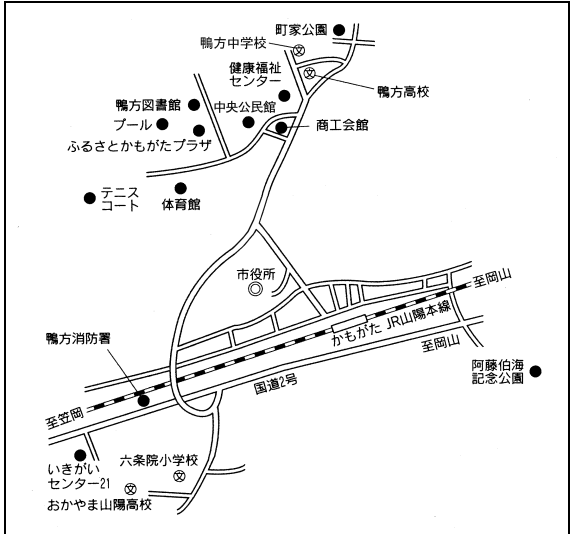 町家公園
鴨方中学校
健康福祉
センター
鴨方高校
鴨方図書館
中央公民館
プール
商工会館
ふるさとかもがたプラザ
テニス
コート
体育館
市役所
至岡山
かもがた JR山陽本線
鴨方消防署
至岡山
阿藤伯海
記念公園
国道2号
至笠岡
六条院小学校
いきがい
センター21
おかやま山陽高校
文
文
文
文